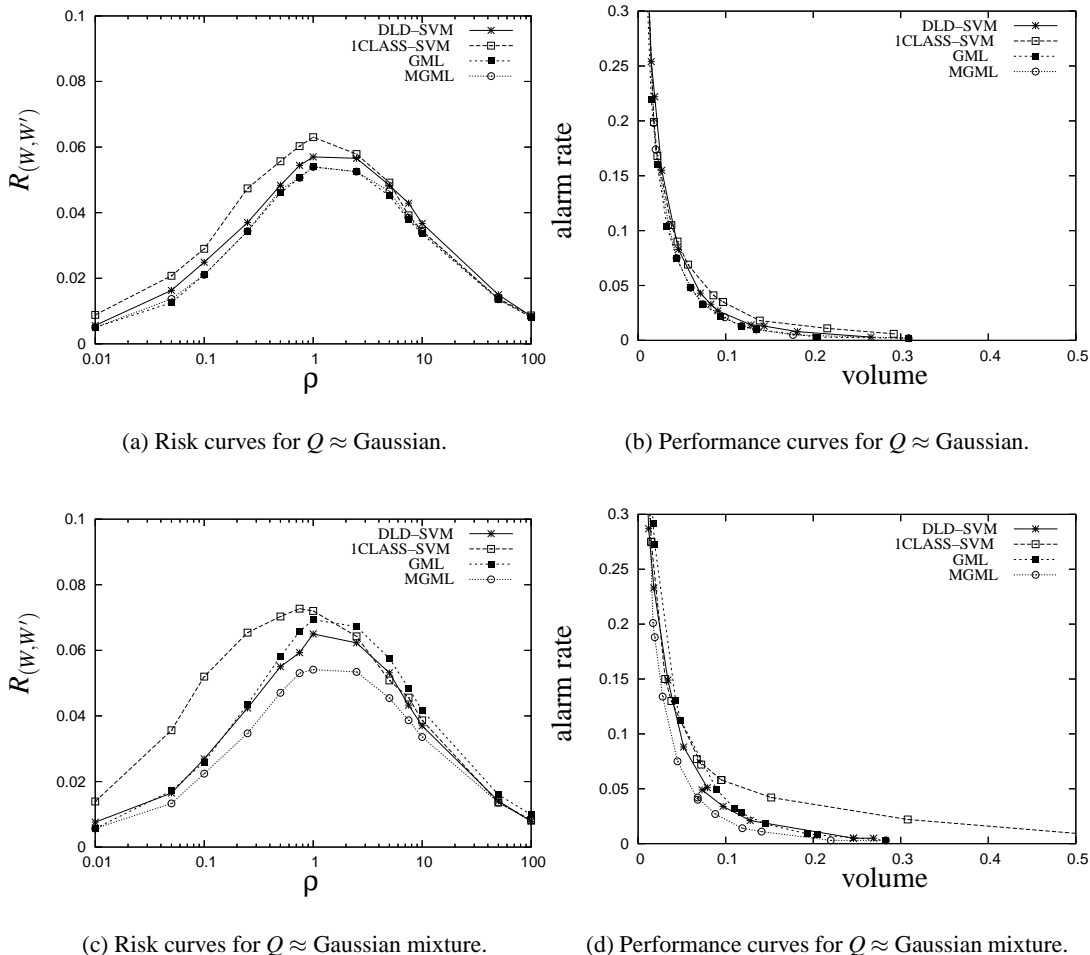 0.1
0.08
0.06
0.04
0.02
0
0.01 0.1 1 10 100
R(W,W′)
ρ
DLD–SVM
1CLASS–SVM
GML
MGML
0.3
0.25
0.2
0.15
0.1
0.05
0
0 0.1 0.2 0.3 0.4 0.5
alarm rate
volume
DLD–SVM
1CLASS–SVM
GML
MGML
(a) Risk curves for Q ≈ Gaussian.
(b) Performance curves for Q ≈ Gaussian.
0.1
0.08
0.06
0.04
0.02
0
0.01 0.1 1 10 100
R(W,W′)
ρ
DLD–SVM
1CLASS–SVM
GML
MGML
0.3
0.25
0.2
0.15
0.1
0.05
0
0 0.1 0.2 0.3 0.4 0.5
alarm rate
volume
DLD–SVM
1CLASS–SVM
GML
MGML
(c) Risk curves for Q ≈ Gaussian mixture.
(d) Performance curves for Q ≈ Gaussian mixture.